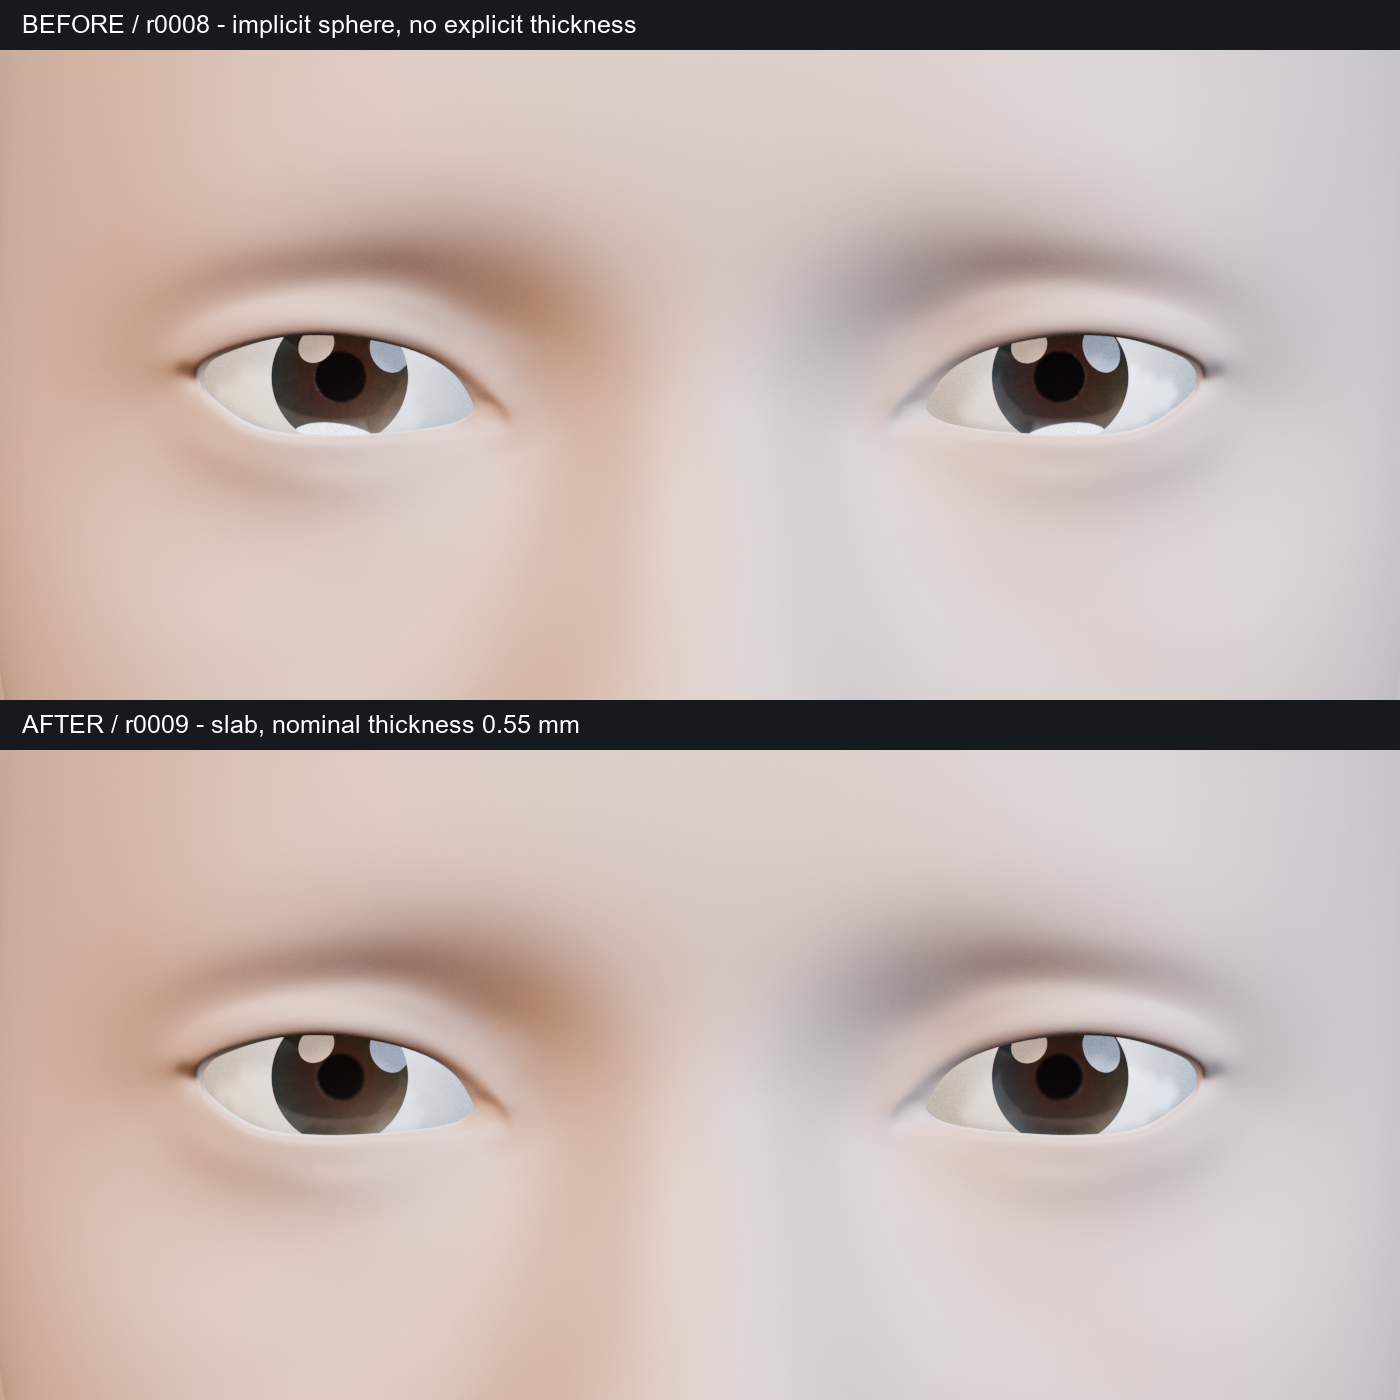 BEFORE / r0008 - implicit sphere, no explicit thickness
AFTER / r0009 - slab, nominal thickness 0.55 mm